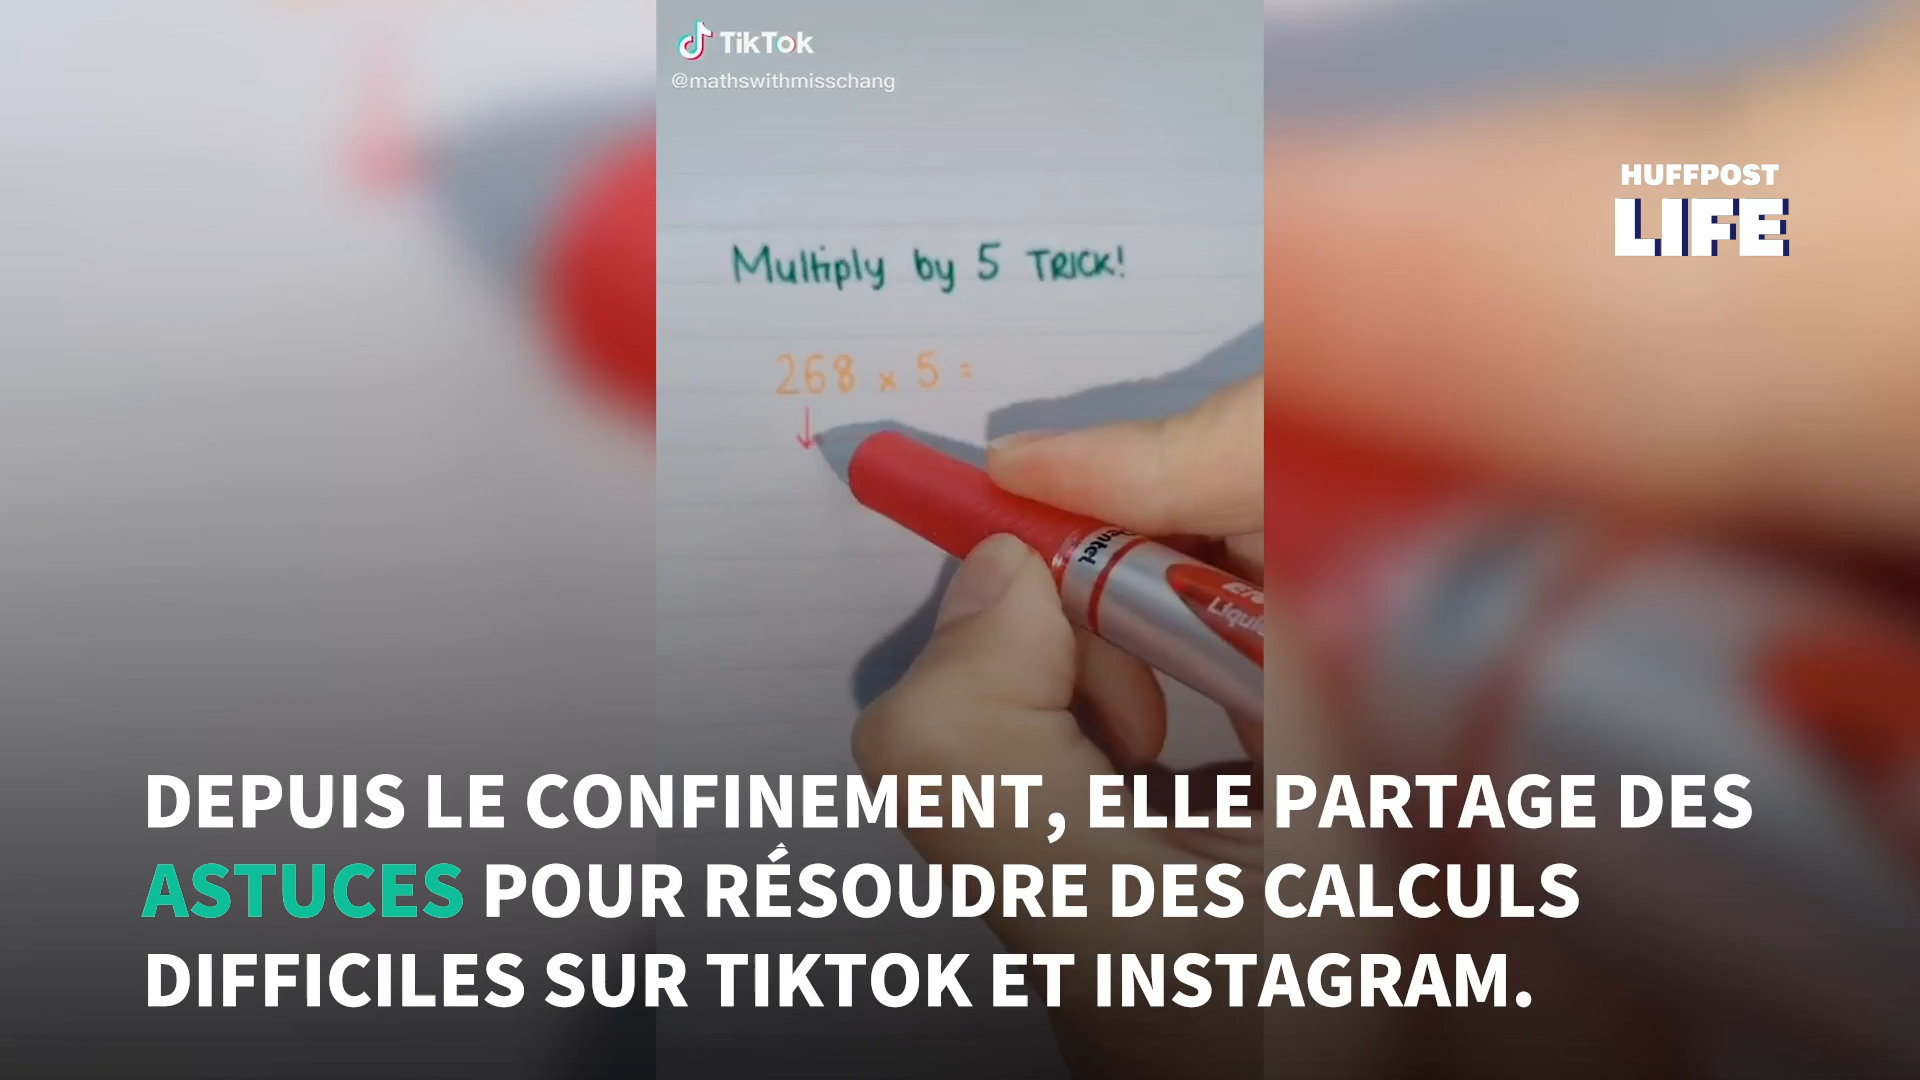 TikTok
@mathswithmisschang
HUFFPOST
LIFE
Multiply by 5 TRICK!
268 x 5 =
DEPUIS LE CONFINEMENT, ELLE PARTAGE DES
ASTUCES POUR RÉSOUDRE DES CALCULS
DIFFICILES SUR TIKTOK ET INSTAGRAM.